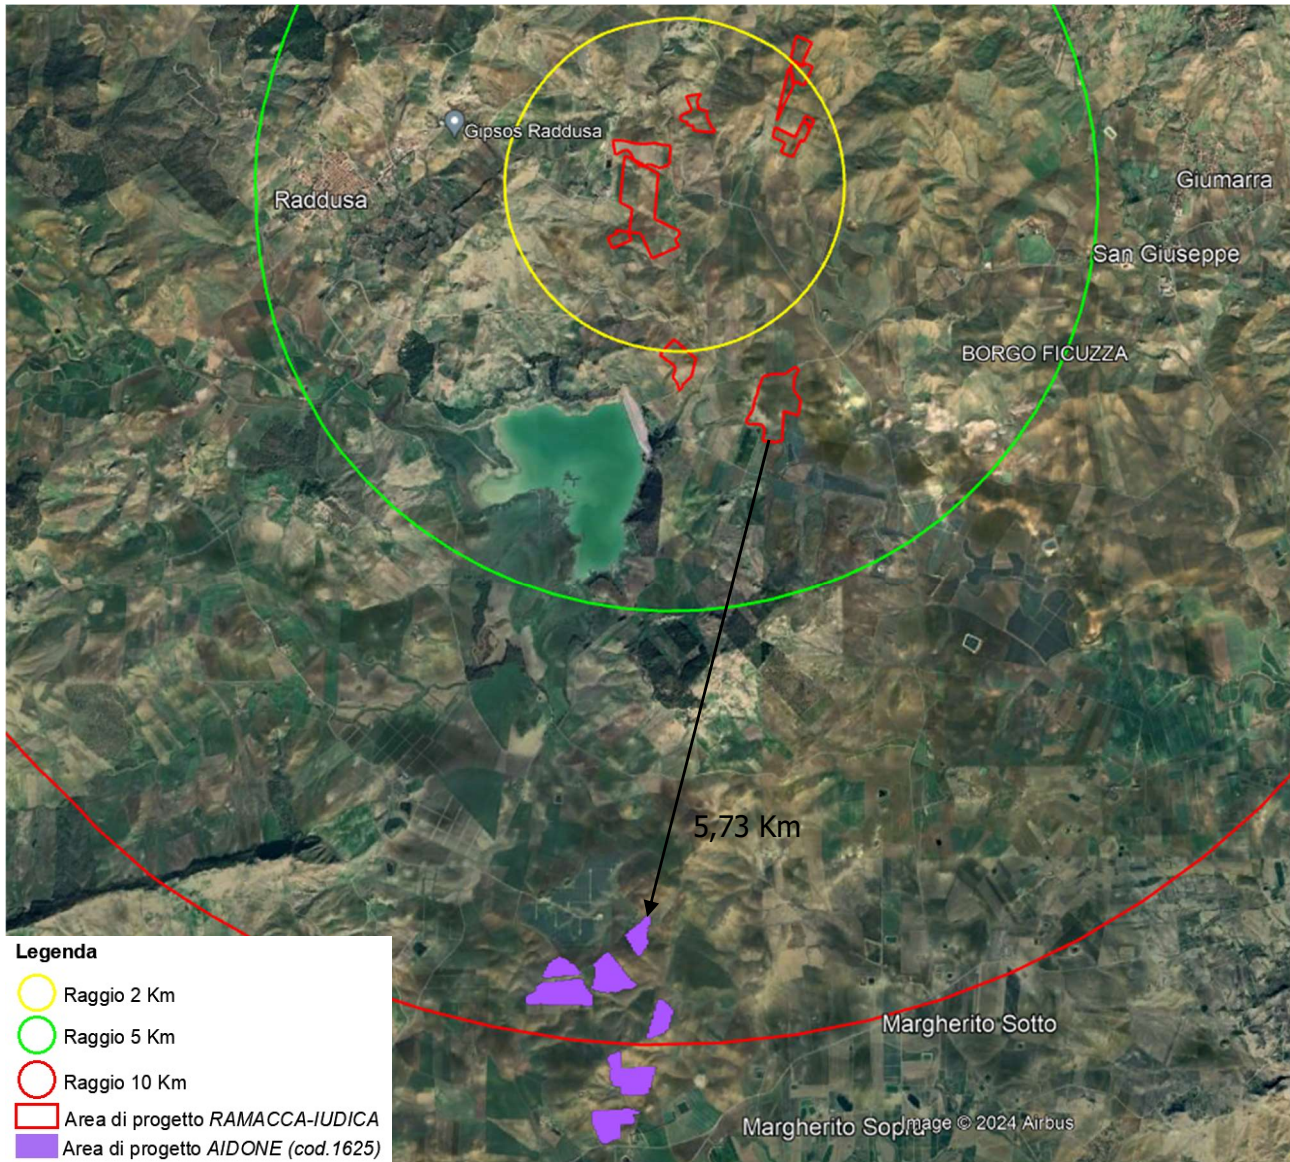 Gipsos Raddusa
Giumarra
Raddusa
San Giuseppe
BORGO FICUZZA
5,73 Km
Legenda
Raggio 2 Km
Raggio 5 Km
Raggio 10 Km
Area di progetto RAMACCA-IUDICA
Area di progetto AIDONE (cod.1625)
Margherito Sotto
Margherito Sopra
Image © 2024 Airbus